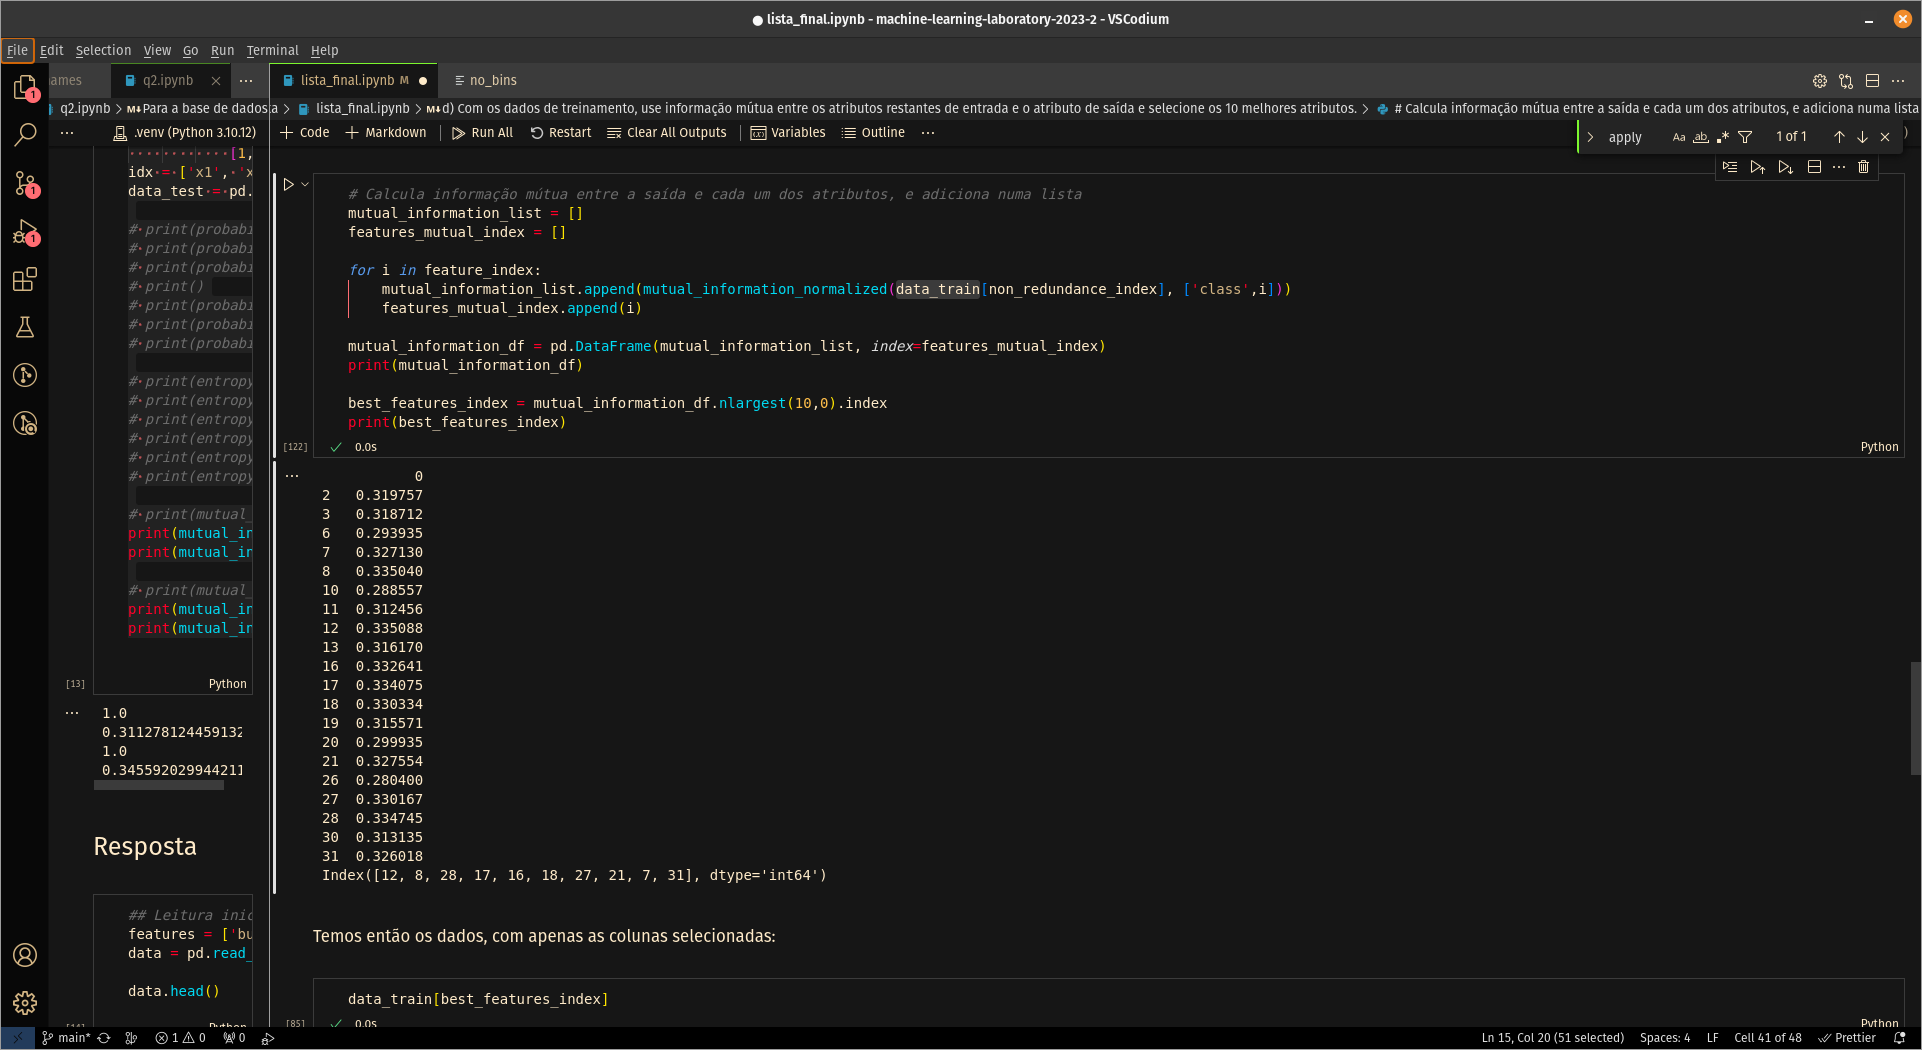 lista_final.ipynb - machine-learning-laboratory-2023-2 - VSCodium
File Edit Selection View Go Run Terminal Help
ames q2.ipynb lista_final.ipynb M no_bins
q2.ipynb > Para a base de dados a > lista_final.ipynb > d) Com os dados de treinamento, use informação mútua entre os atributos restantes de entrada e o atributo de saída e selecione os 10 melhores atributos. > # Calcula informação mútua entre a saída e cada um dos atributos, e adiciona numa lista
.venv (Python 3.10.12) + Code + Markdown Run All Restart Clear All Outputs Variables Outline
apply Aa ab 1 of 1
1
1
1
[1,
idx = ['x1', 'x
data_test = pd.
# print(probabi
# print(probabi
# print(probabi
# print()
# print(probabi
# print(probabi
# print(probabi
# print(entropy
# print(entropy
# print(entropy
# print(entropy
# print(entropy
# print(entropy
# print(mutual_
print(mutual_in
print(mutual_in
# print(mutual_
print(mutual_in
print(mutual_in
[13]
Python
1.0
0.311278124459132
1.0
0.345592029944211
Resposta
## Leitura inic
features = ['bu
data = pd.read_
data.head()
[14]
Python
# Calcula informação mútua entre a saída e cada um dos atributos, e adiciona numa lista
mutual_information_list = []
features_mutual_index = []
for i in feature_index:
mutual_information_list.append(mutual_information_normalized(data_train[non_redundance_index], ['class',i]))
features_mutual_index.append(i)
mutual_information_df = pd.DataFrame(mutual_information_list, index=features_mutual_index)
print(mutual_information_df)
best_features_index = mutual_information_df.nlargest(10,0).index
print(best_features_index)
[122] 0.0s Python
0
2 0.319757
3 0.318712
6 0.293935
7 0.327130
8 0.335040
10 0.288557
11 0.312456
12 0.335088
13 0.316170
16 0.332641
17 0.334075
18 0.330334
19 0.315571
20 0.299935
21 0.327554
26 0.280400
27 0.330167
28 0.334745
30 0.313135
31 0.326018
Index([12, 8, 28, 17, 16, 18, 27, 21, 7, 31], dtype='int64')
Temos então os dados, com apenas as colunas selecionadas:
data_train[best_features_index]
[85] 0.0s Python
main* 1 0 0 Ln 15, Col 20 (51 selected) Spaces: 4 LF Cell 41 of 48 Prettier